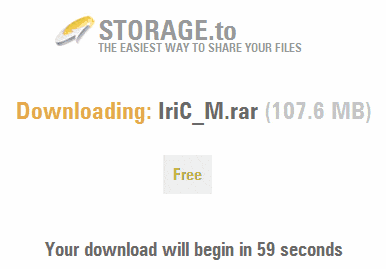 STORAGE.to
THE EASIEST WAY TO SHARE YOUR FILES
Downloading: IriC_M.rar (107.6 MB)
Free
Your download will begin in 59 seconds